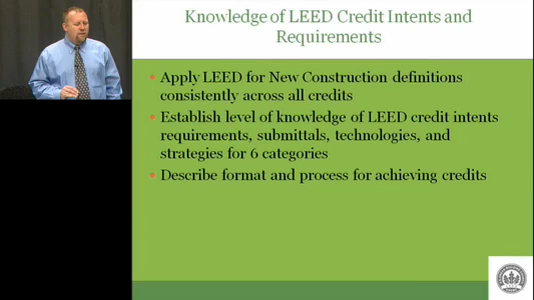 Knowledge of LEED Credit Intents and
Requirements
• Apply LEED for New Construction definitions
consistently across all credits
• Establish level of knowledge of LEED credit intents
requirements, submittals, technologies, and
strategies for 6 categories
• Describe format and process for achieving credits